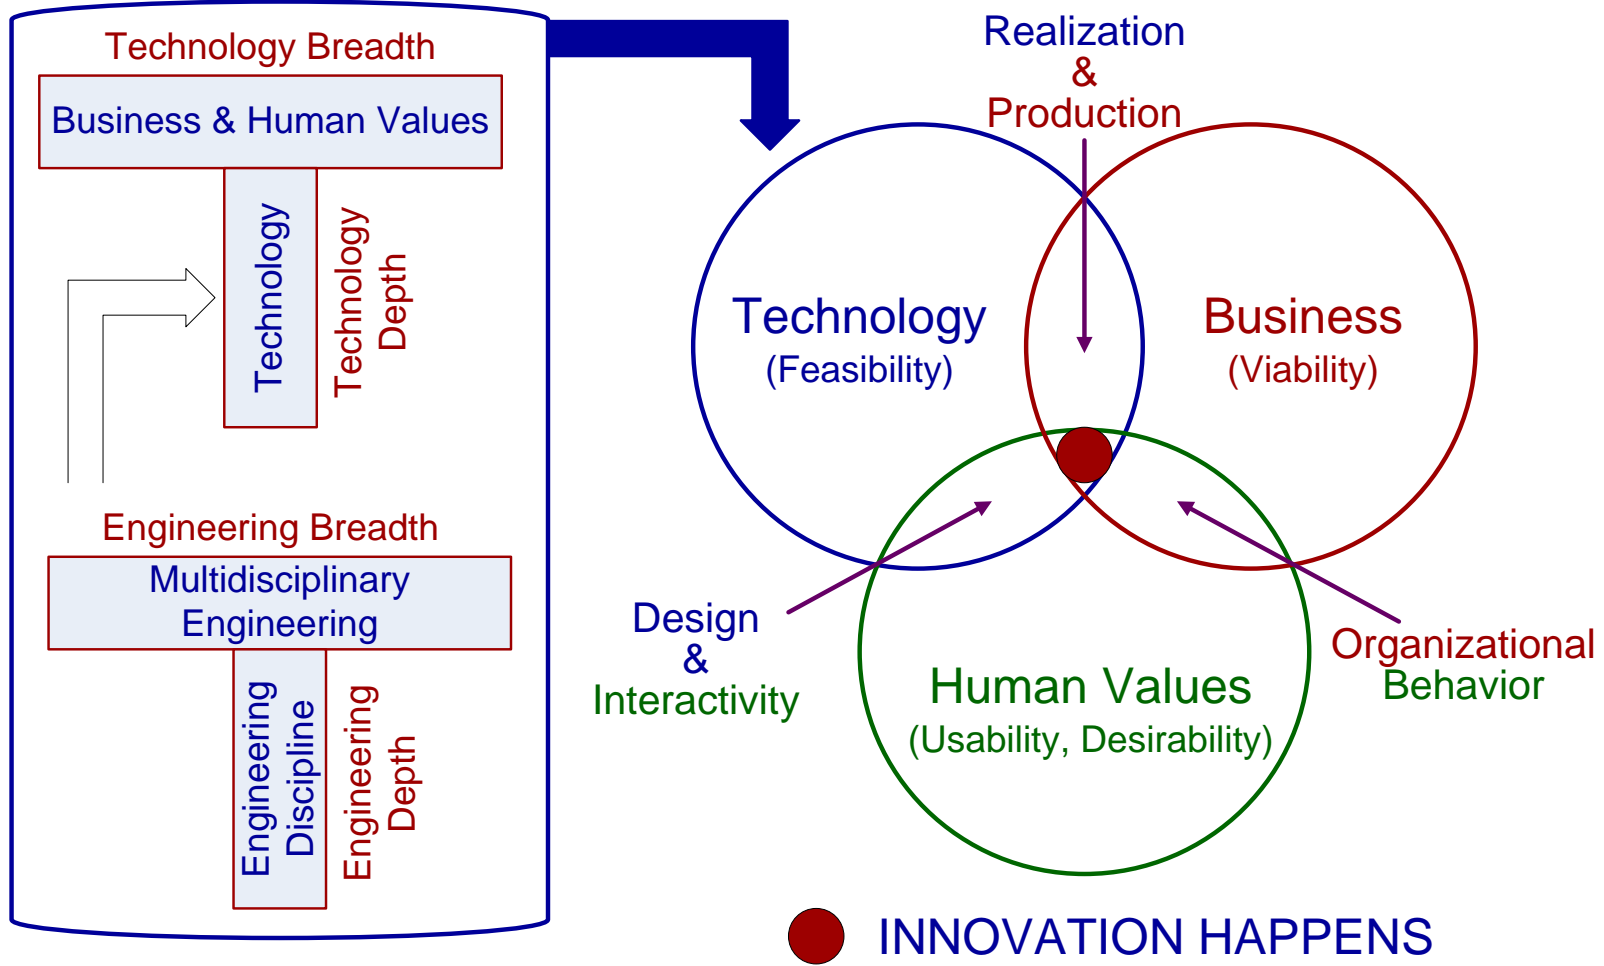 Technology Breadth
Business & Human Values
Technology
Technology
Depth
Engineering Breadth
Multidisciplinary
Engineering
Engineering
Discipline
Engineering
Depth
Realization
&
Production
Technology
(Feasibility)
Business
(Viability)
Design
&
Interactivity
Human Values
(Usability, Desirability)
Organizational
Behavior
INNOVATION HAPPENS